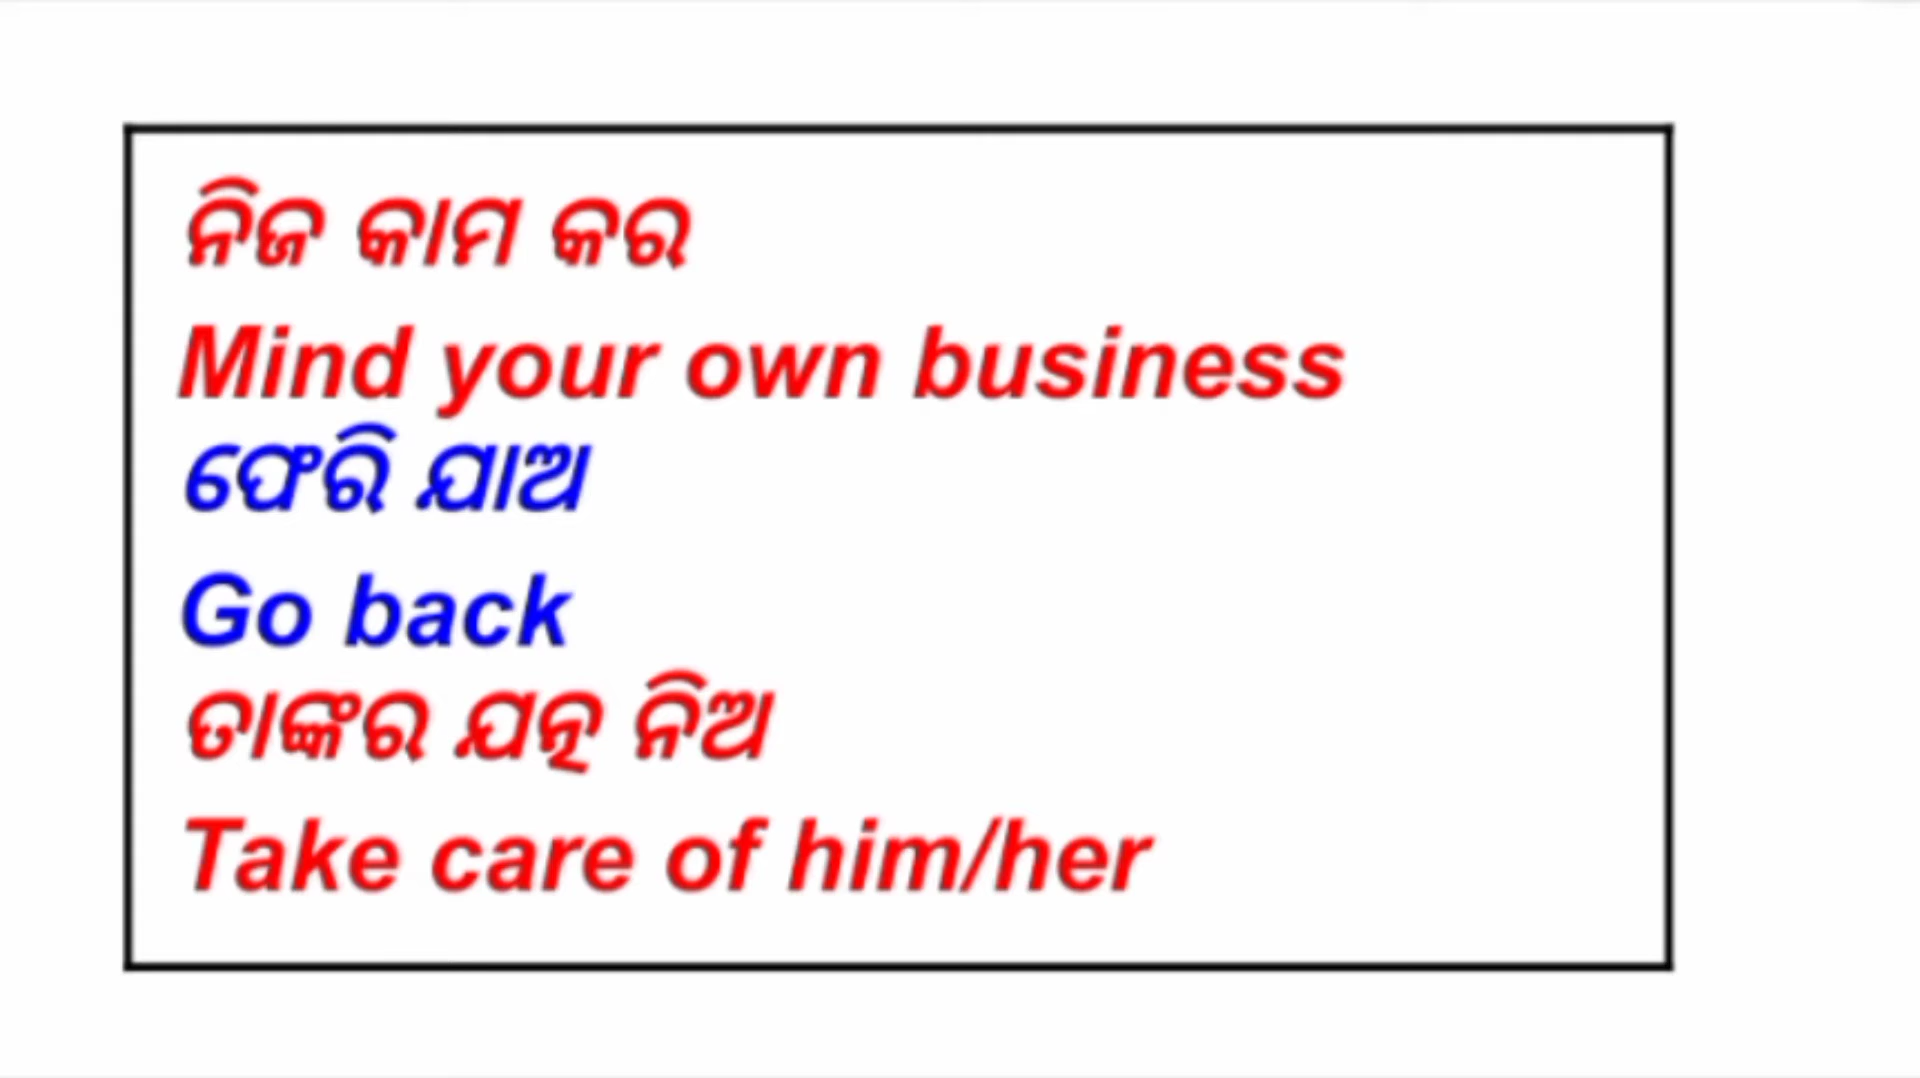 ନିଜ କାମ କର
Mind your own business
ଫେରି ଯାଅ
Go back
ତାଙ୍କର ଯତ୍ନ ନିଅ
Take care of him/her